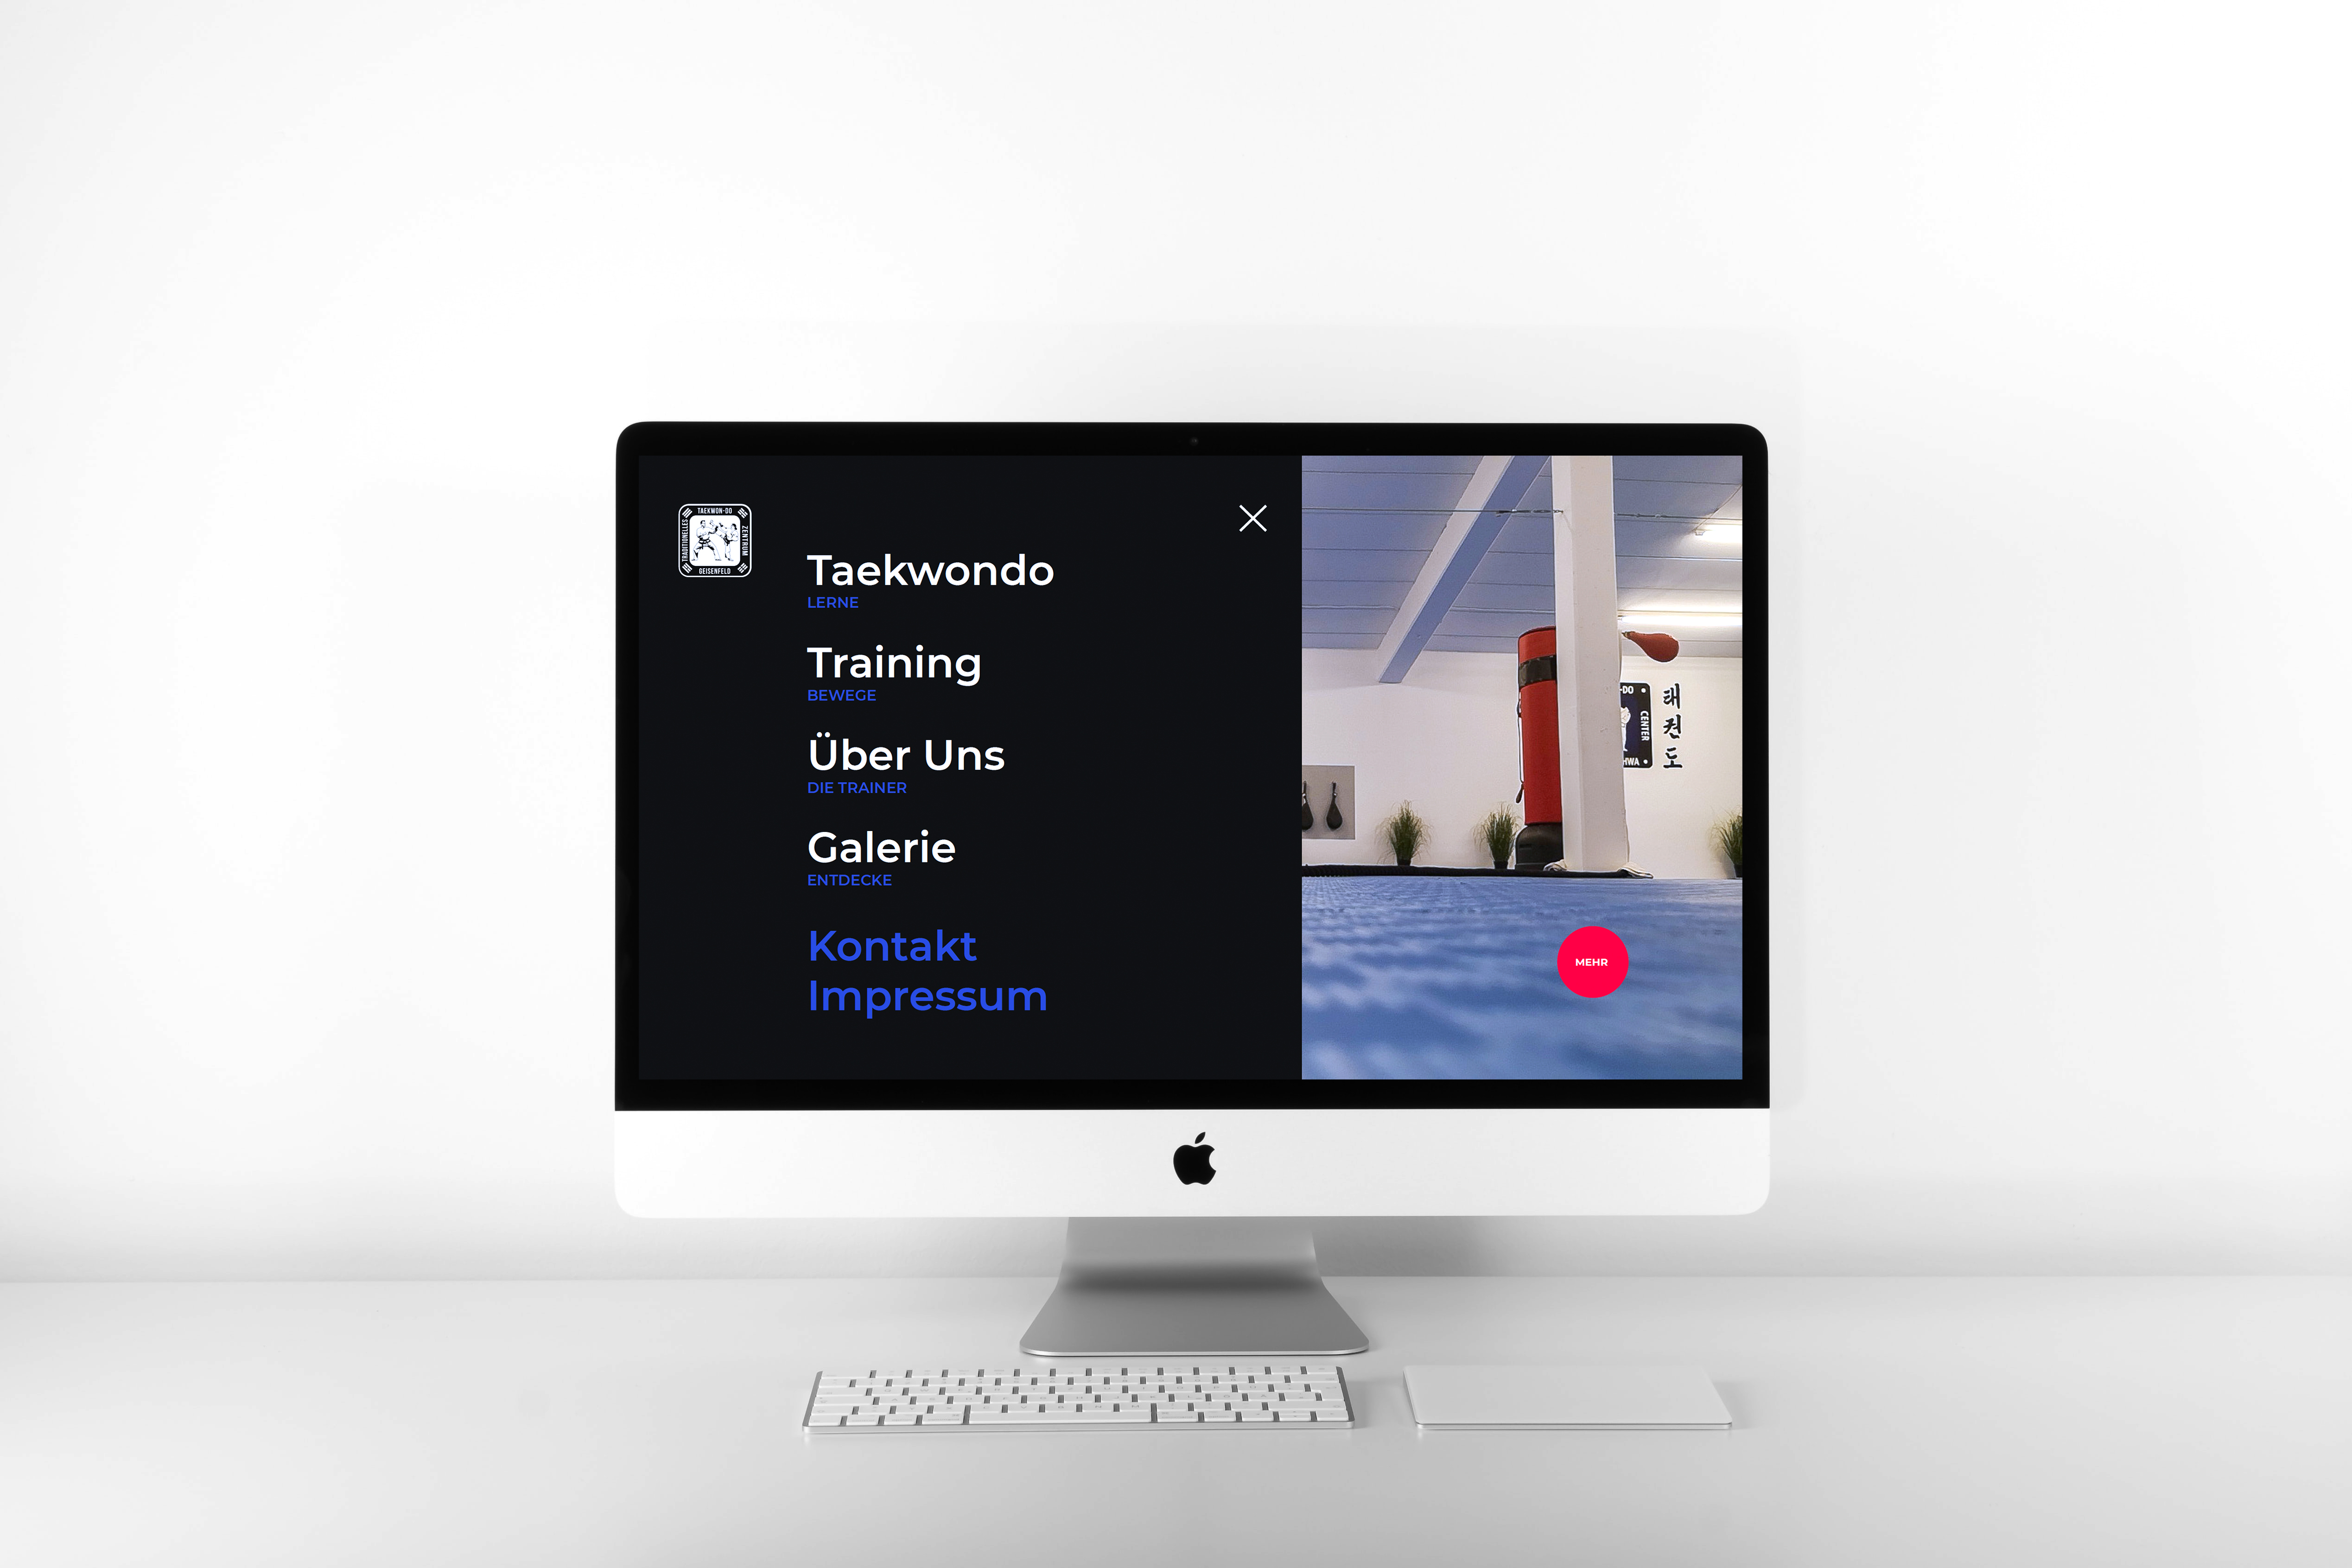 TAEKWON-DO
TRADITIONELLES
ZENTRUM
GEISENFELD
Taekwondo
LERNE
Training
BEWEGE
Über Uns
DIE TRAINER
Galerie
ENTDECKE
Kontakt
Impressum
-DO
CENTER
HWA
태
권
도
MEHR